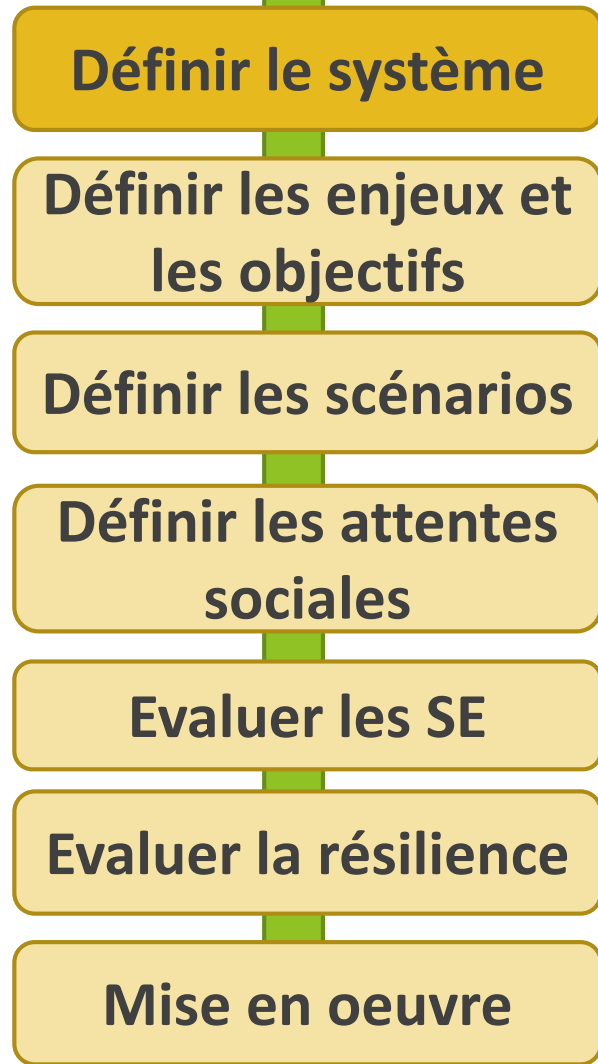 Définir le système
Définir les enjeux et
les objectifs
Définir les scénarios
Définir les attentes
sociales
Evaluer les SE
Evaluer la résilience
Mise en oeuvre